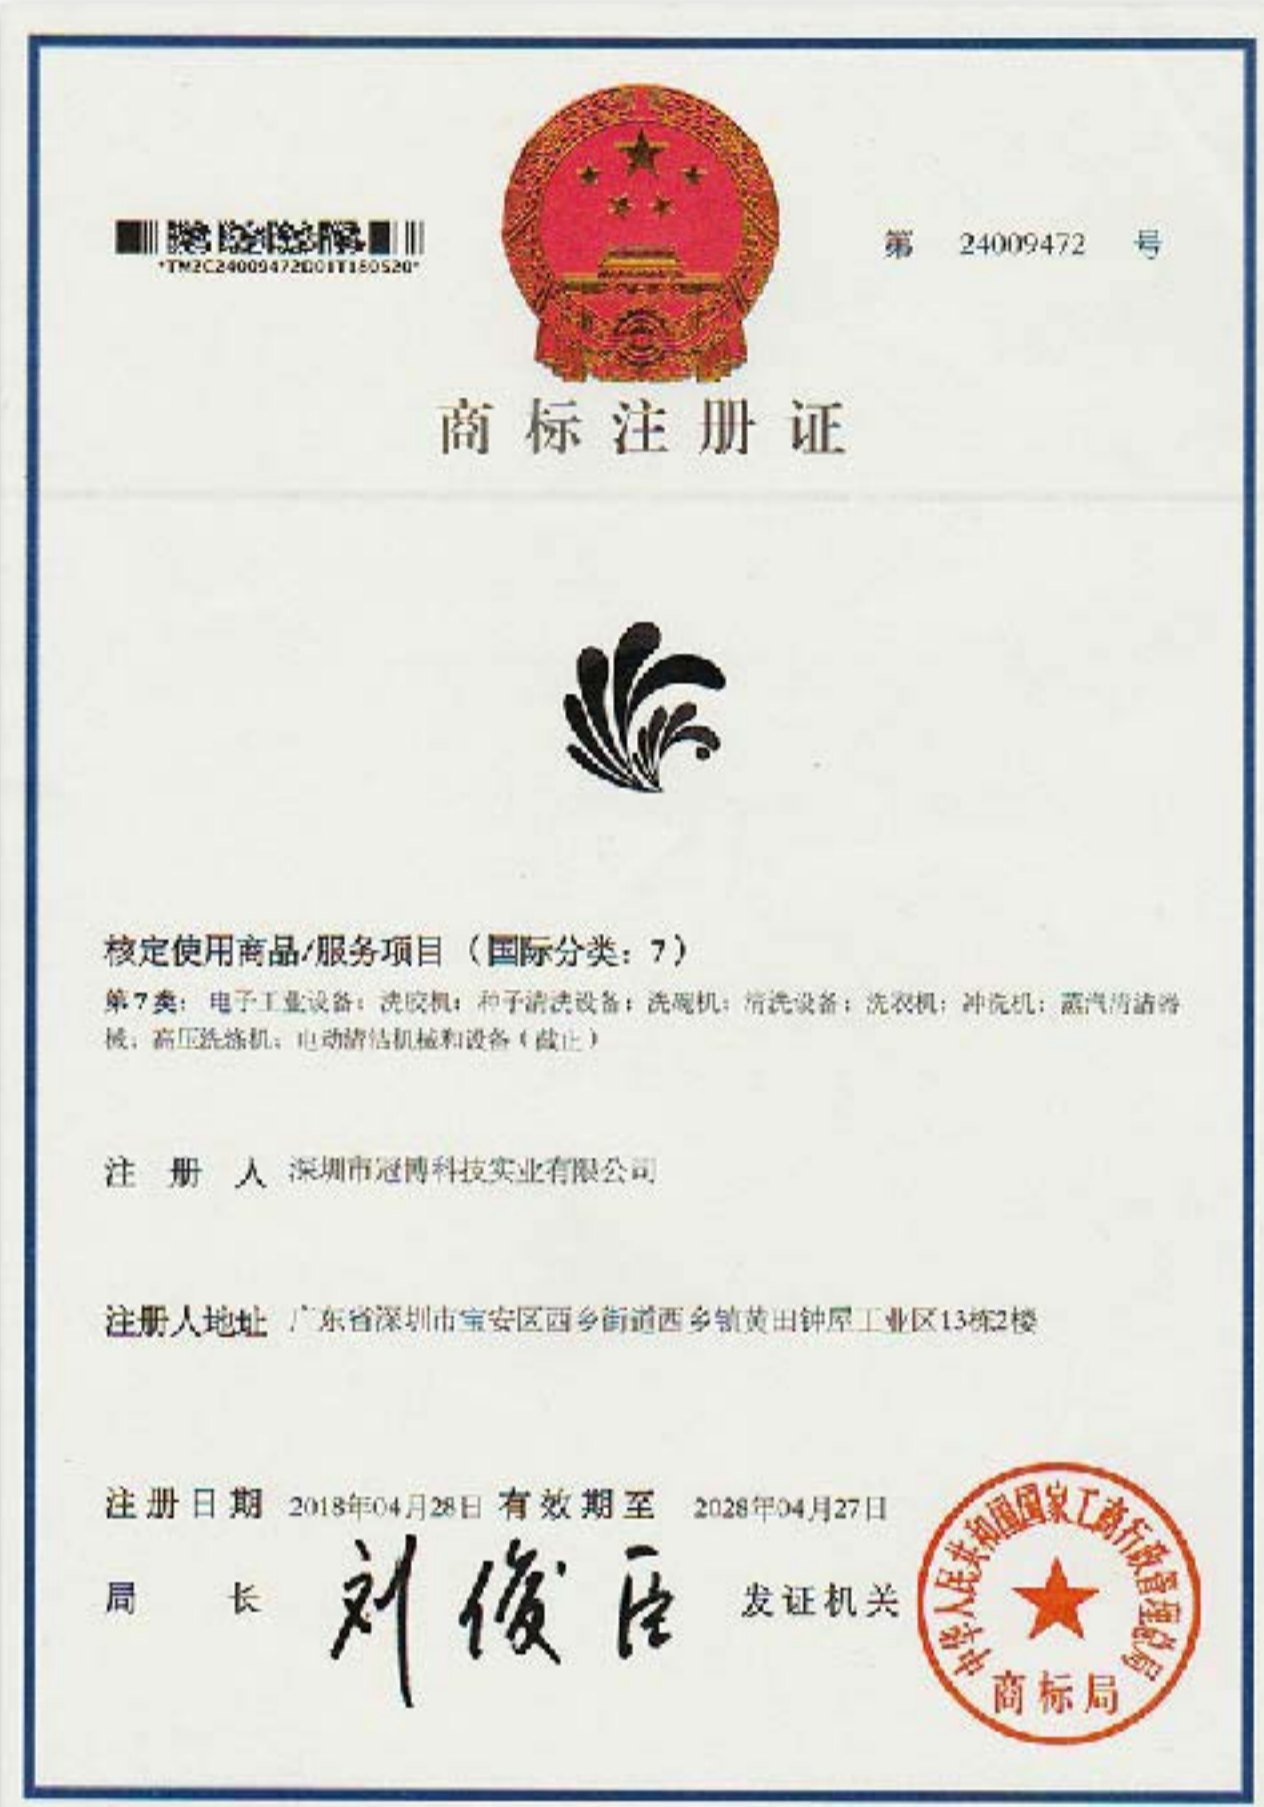 第 24009472 号
*TM2C24009472D01T180520*
商标注册证
核定使用商品/服务项目（国际分类：7）
第7类：电子工业设备；洗胶机；种子清洗设备；洗碗机；清洗设备；洗衣机；冲洗机；蒸汽清洁器
械；高压洗涤机；电动清洁机械和设备（截止）
注册人 深圳市冠博科技实业有限公司
注册人地址 广东省深圳市宝安区西乡街道西乡镇黄田钟屋工业区13栋2楼
注册日期 2018年04月28日 有效期至 2028年04月27日
局长 刘俊臣 发证机关
中华人民共和国国家工商行政管理总局
商标局